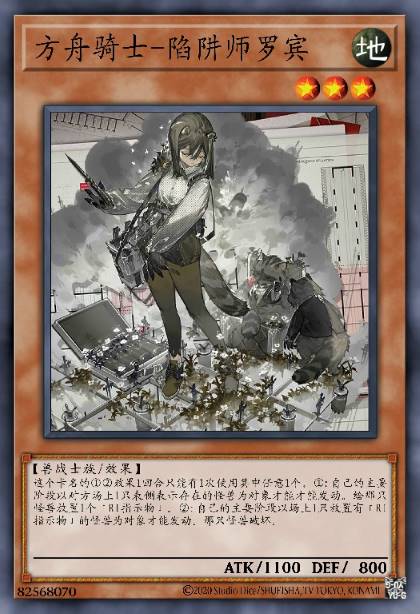 方舟骑士-陷阱师罗宾
地
【兽战士族/效果】
这个卡名的①②效果1回合只能有1次使用其中任意1个。①:自己的主要
阶段以对方场上1只表侧表示存在的怪兽为对象才能才能发动。给那只
怪兽放置1个「RI指示物」。②:自己的主要阶段以场上1只放置有「RI
指示物」的怪兽为对象才能发动。那只怪兽破坏。
ATK/1100 DEF/ 800
82568070
©2020 Studio Dice/SHUEISHA, TV TOKYO, KONAMI